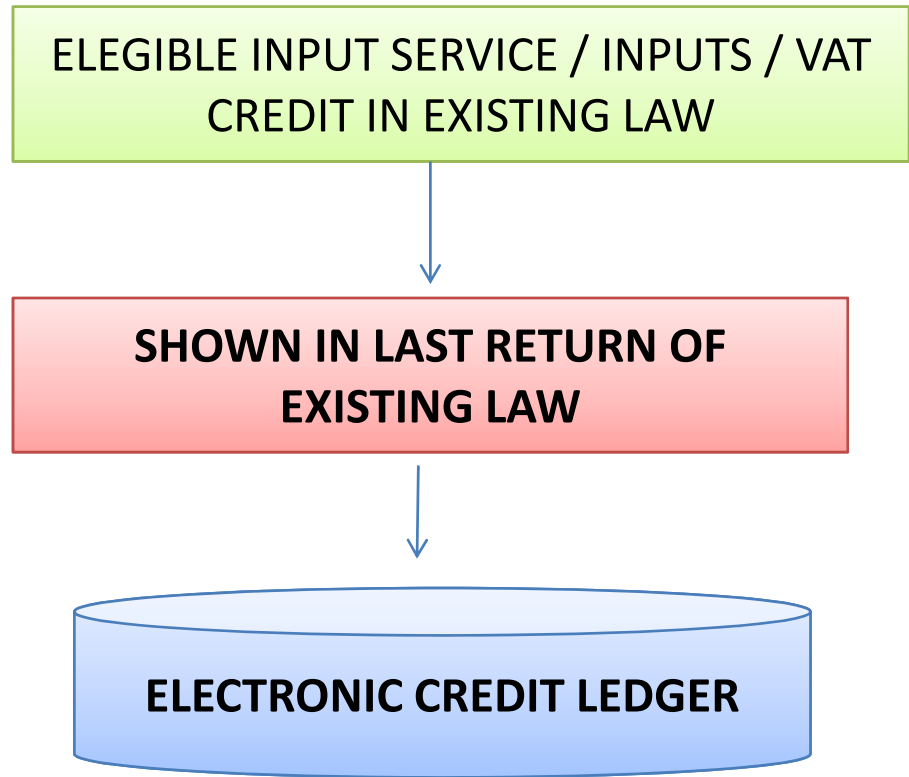 ELEGIBLE INPUT SERVICE / INPUTS / VAT
CREDIT IN EXISTING LAW
SHOWN IN LAST RETURN OF
EXISTING LAW
ELECTRONIC CREDIT LEDGER